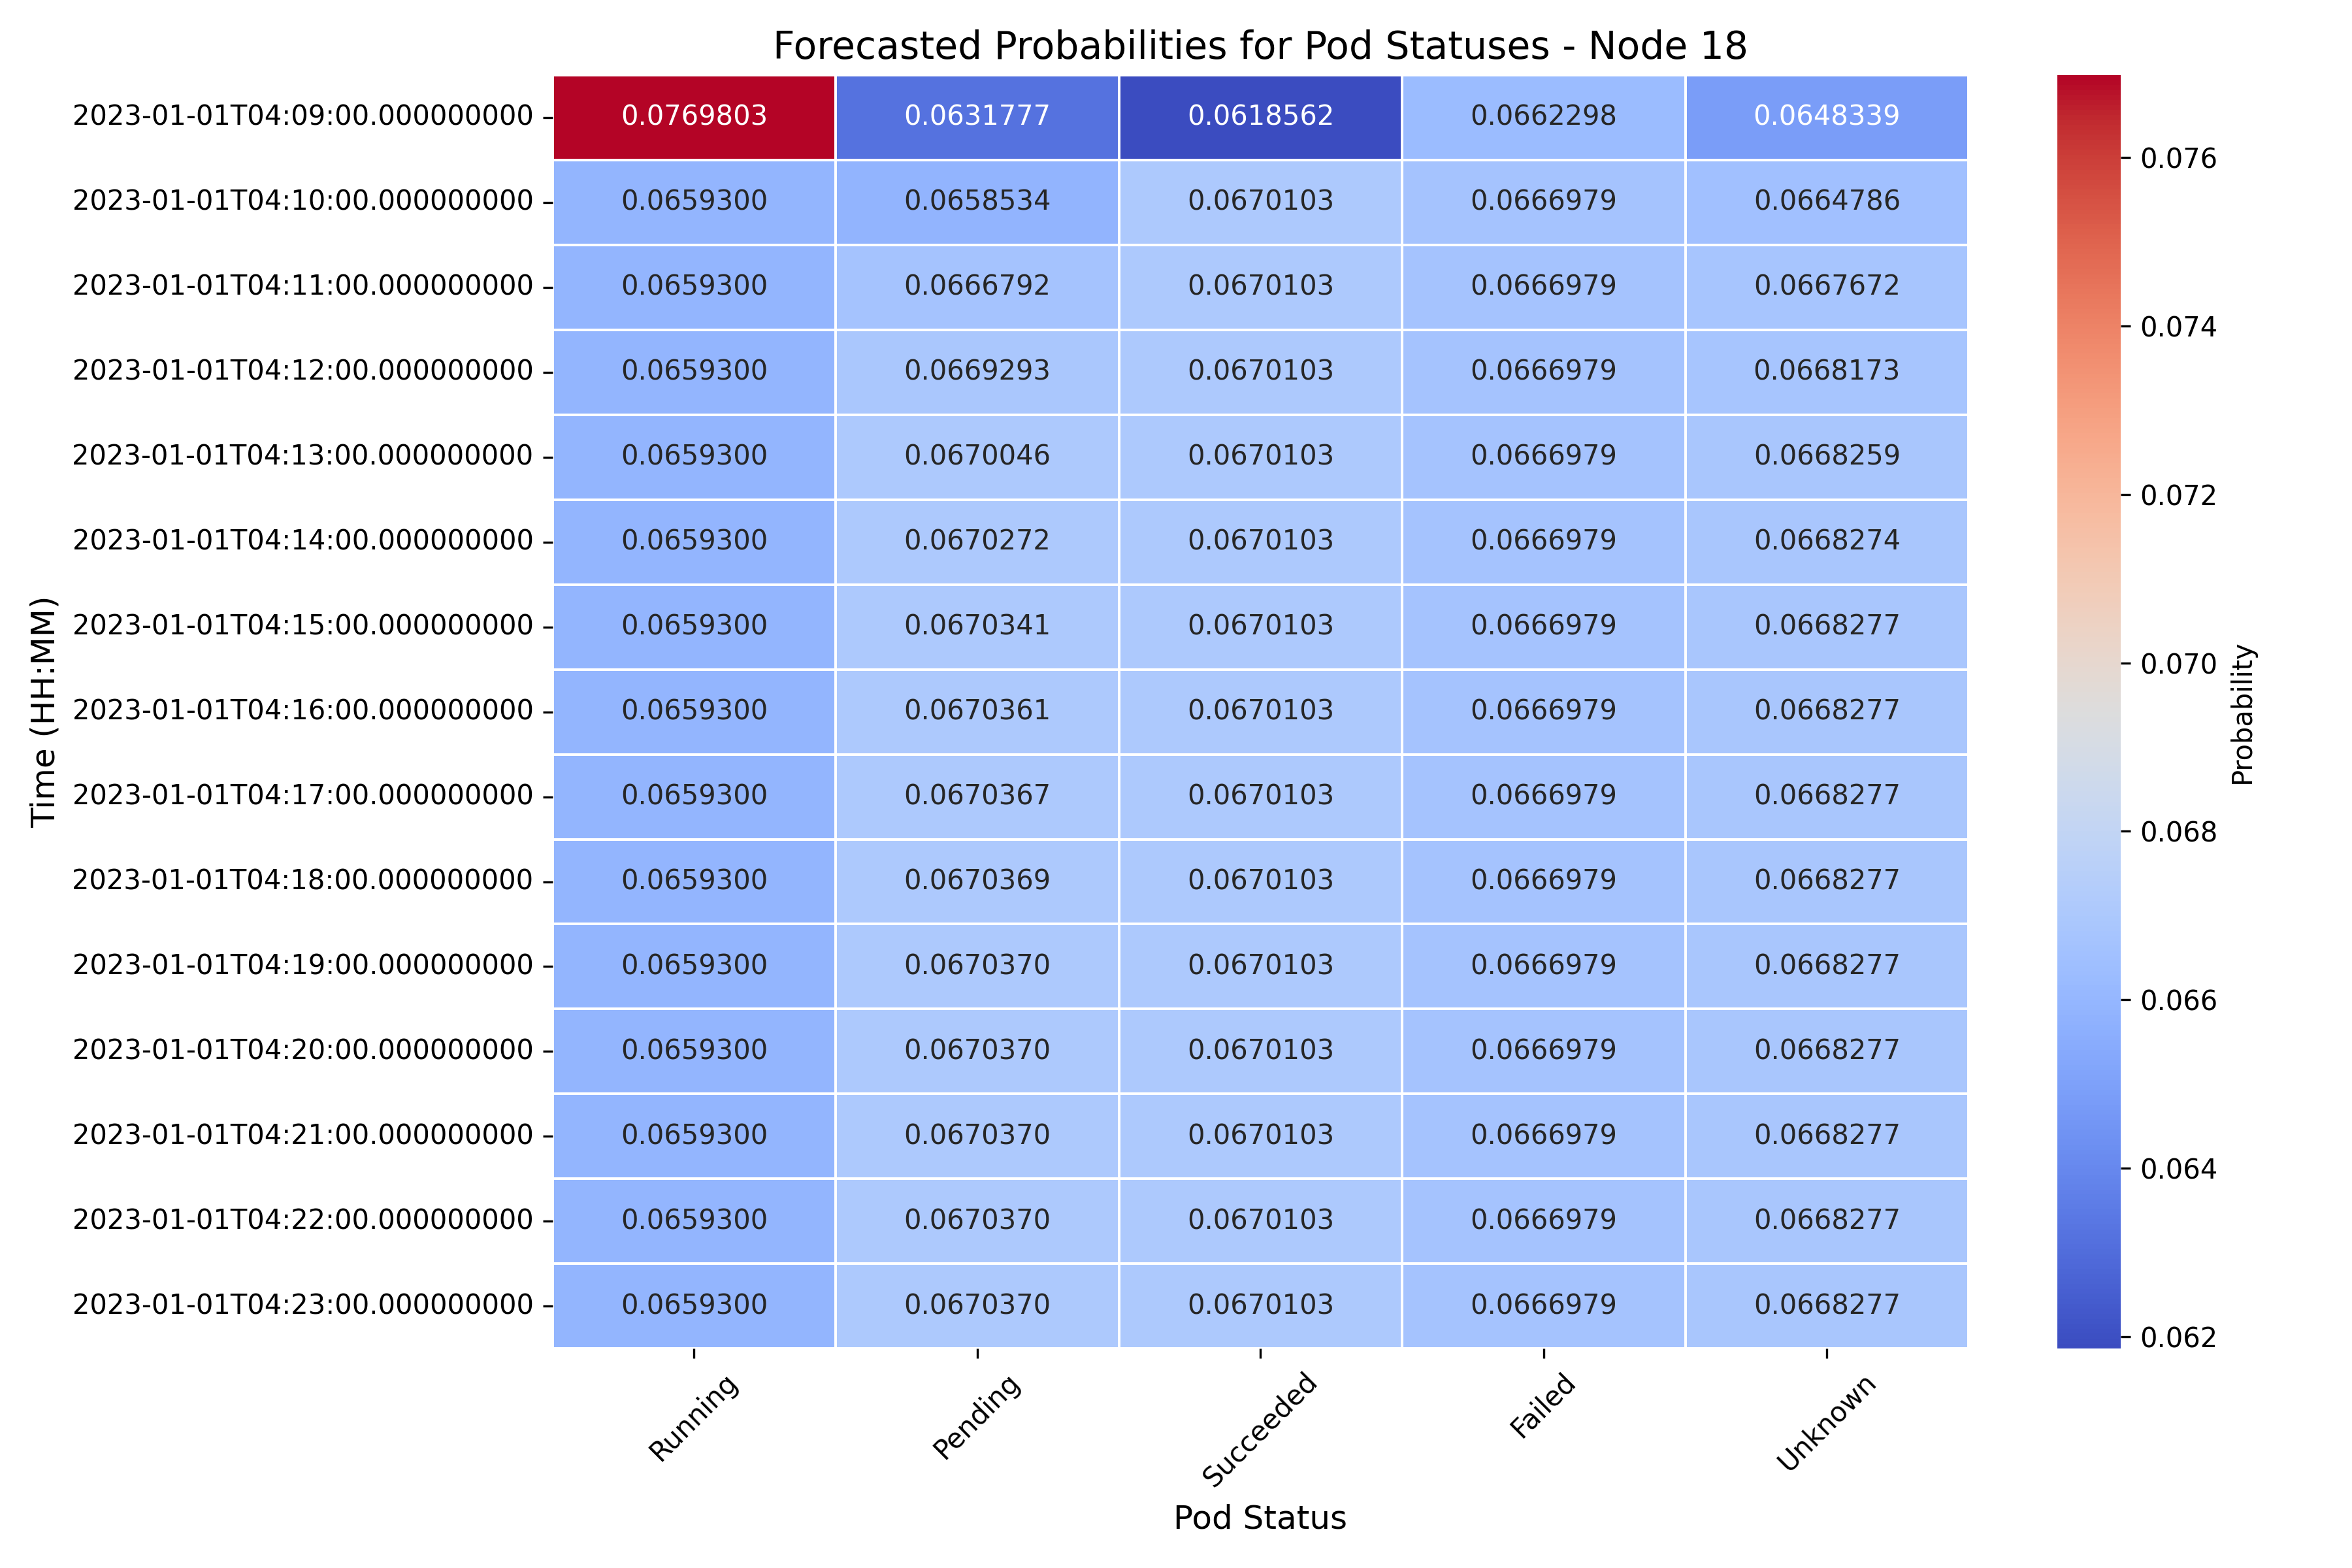 Forecasted Probabilities for Pod Statuses - Node 18
2023-01-01T04:09:00.000000000 0.0769803 0.0631777 0.0618562 0.0662298 0.0648339
2023-01-01T04:10:00.000000000 0.0659300 0.0658534 0.0670103 0.0666979 0.0664786
2023-01-01T04:11:00.000000000 0.0659300 0.0666792 0.0670103 0.0666979 0.0667672
2023-01-01T04:12:00.000000000 0.0659300 0.0669293 0.0670103 0.0666979 0.0668173
2023-01-01T04:13:00.000000000 0.0659300 0.0670046 0.0670103 0.0666979 0.0668259
2023-01-01T04:14:00.000000000 0.0659300 0.0670272 0.0670103 0.0666979 0.0668274
2023-01-01T04:15:00.000000000 0.0659300 0.0670341 0.0670103 0.0666979 0.0668277
2023-01-01T04:16:00.000000000 0.0659300 0.0670361 0.0670103 0.0666979 0.0668277
2023-01-01T04:17:00.000000000 0.0659300 0.0670367 0.0670103 0.0666979 0.0668277
2023-01-01T04:18:00.000000000 0.0659300 0.0670369 0.0670103 0.0666979 0.0668277
2023-01-01T04:19:00.000000000 0.0659300 0.0670370 0.0670103 0.0666979 0.0668277
2023-01-01T04:20:00.000000000 0.0659300 0.0670370 0.0670103 0.0666979 0.0668277
2023-01-01T04:21:00.000000000 0.0659300 0.0670370 0.0670103 0.0666979 0.0668277
2023-01-01T04:22:00.000000000 0.0659300 0.0670370 0.0670103 0.0666979 0.0668277
2023-01-01T04:23:00.000000000 0.0659300 0.0670370 0.0670103 0.0666979 0.0668277
Running Pending Succeeded Failed Unknown
Pod Status
Time (HH:MM)
0.076
0.074
0.072
0.070
0.068
0.066
0.064
0.062
Probability